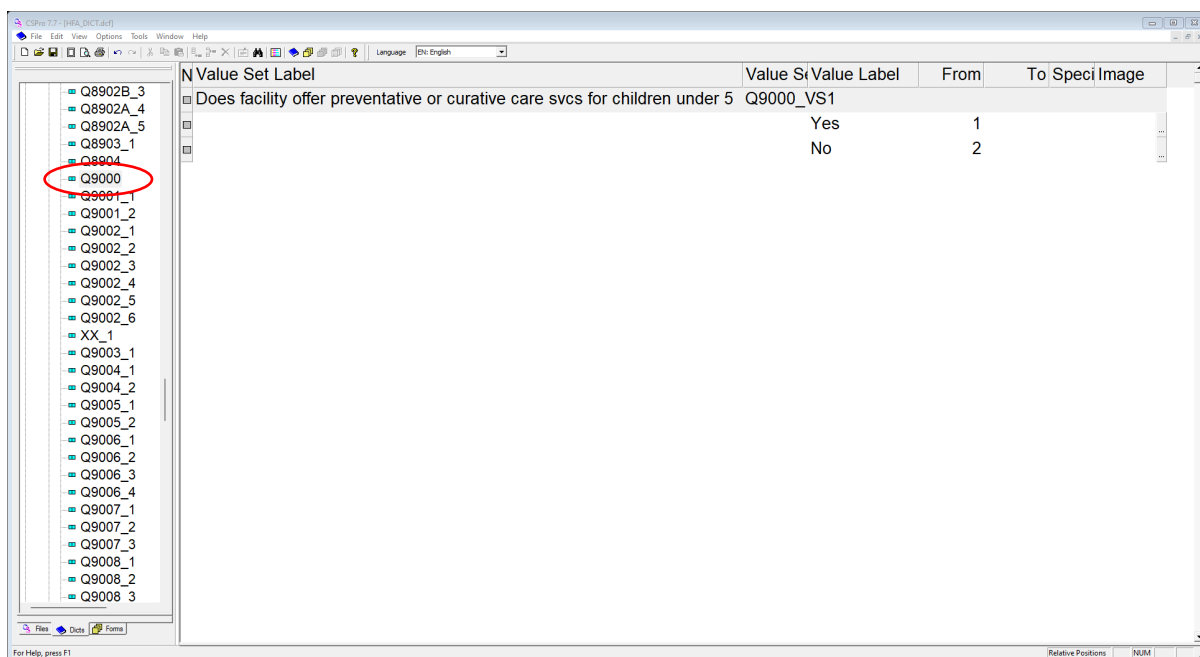 CSPro 7.7 - [HFA_DICT.dcf]
File Edit View Options Tools Window Help
Language EN: English
N Value Set Label Value Se Value Label From To Speci Image
Does facility offer preventative or curative care svcs for children under 5 Q9000_VS1
Yes 1 ...
No 2 ...
Q8902B_3
Q8902A_4
Q8902A_5
Q8903_1
Q8904
Q9000
Q9001_1
Q9001_2
Q9002_1
Q9002_2
Q9002_3
Q9002_4
Q9002_5
Q9002_6
XX_1
Q9003_1
Q9004_1
Q9004_2
Q9005_1
Q9005_2
Q9006_1
Q9006_2
Q9006_3
Q9006_4
Q9007_1
Q9007_2
Q9007_3
Q9008_1
Q9008_2
Q9008_3
Files Dicts Forms
For Help, press F1 Relative Positions NUM